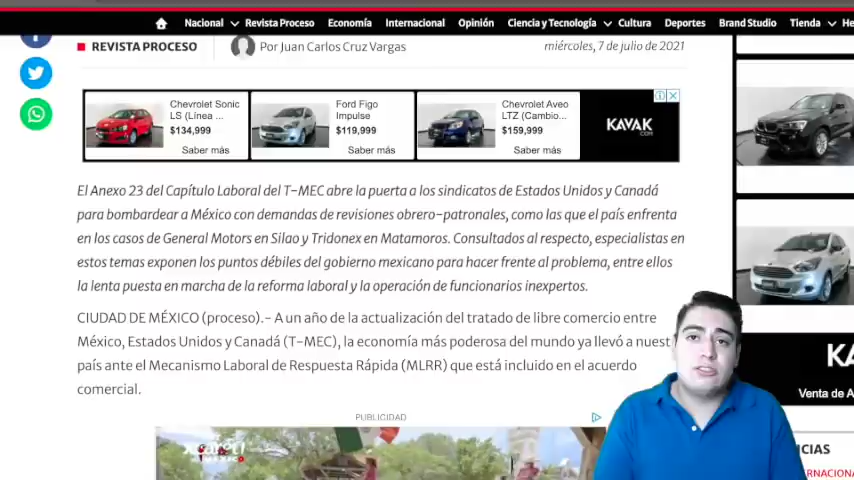 Nacional Revista Proceso Economía Internacional Opinión Ciencia y Tecnología Cultura Deportes Brand Studio Tienda
REVISTA PROCESO
Por Juan Carlos Cruz Vargas
miércoles, 7 de julio de 2021
Chevrolet Sonic
LS (Línea ...
$134,999
Saber más
Ford Figo
Impulse
$119,999
Saber más
Chevrolet Aveo
LTZ (Cambio...
$159,999
Saber más
KAVAK
.com
El Anexo 23 del Capítulo Laboral del T-MEC abre la puerta a los sindicatos de Estados Unidos y Canadá
para bombardear a México con demandas de revisiones obrero-patronales, como las que el país enfrenta
en los casos de General Motors en Silao y Tridonex en Matamoros. Consultados al respecto, especialistas en
estos temas exponen los puntos débiles del gobierno mexicano para hacer frente al problema, entre ellos
la lenta puesta en marcha de la reforma laboral y la operación de funcionarios inexpertos.
CIUDAD DE MÉXICO (proceso).- A un año de la actualización del tratado de libre comercio entre
México, Estados Unidos y Canadá (T-MEC), la economía más poderosa del mundo ya llevó a nuest
país ante el Mecanismo Laboral de Respuesta Rápida (MLRR) que está incluido en el acuerdo
comercial.
PUBLICIDAD
xcaret!
MÉXICO
KA
Venta de A
ICIAS
RNACIONA